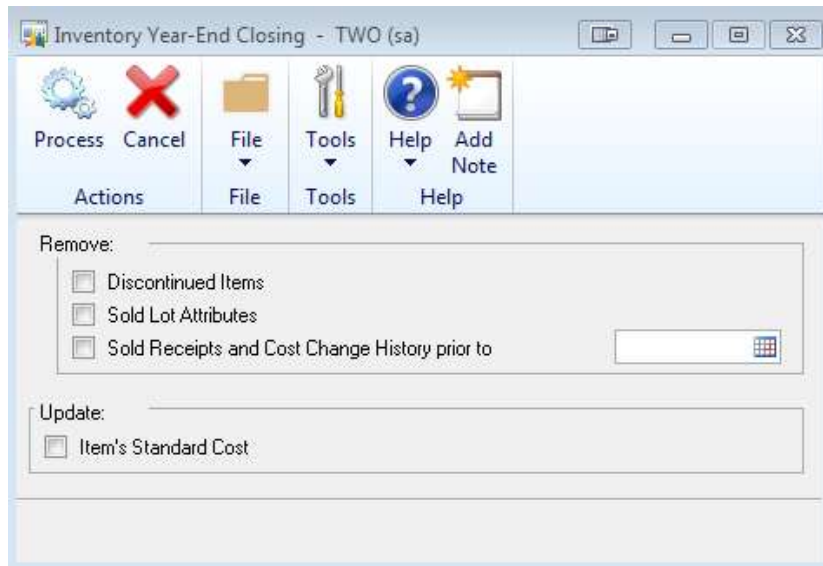 Inventory Year-End Closing - TWO (sa)
Process Cancel File Tools Help Add Note
Actions File Tools Help
Remove:
Discontinued Items
Sold Lot Attributes
Sold Receipts and Cost Change History prior to
Update:
Item's Standard Cost